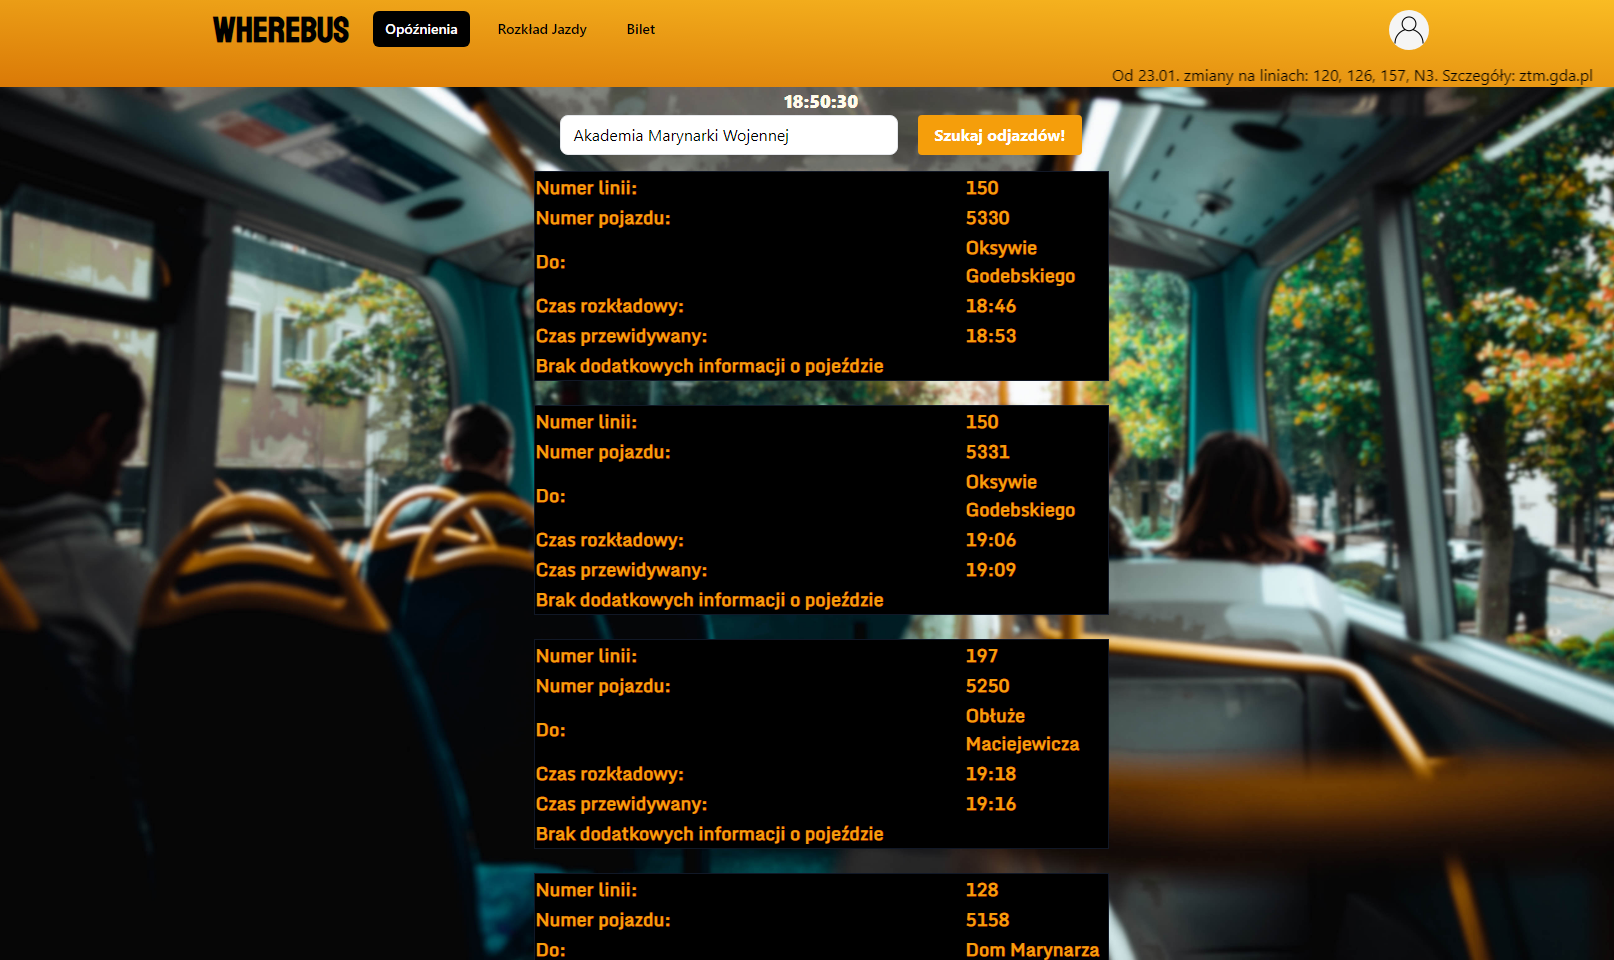 WHEREBUS Opóźnienia Rozkład Jazdy Bilet
Od 23.01. zmiany na liniach: 120, 126, 157, N3. Szczegóły: ztm.gda.pl
18:50:30
Akademia Marynarki Wojennej Szukaj odjazdów!
Numer linii: 150
Numer pojazdu: 5330
Do: Oksywie
Godebskiego
Czas rozkładowy: 18:46
Czas przewidywany: 18:53
Brak dodatkowych informacji o pojeździe
Numer linii: 150
Numer pojazdu: 5331
Do: Oksywie
Godebskiego
Czas rozkładowy: 19:06
Czas przewidywany: 19:09
Brak dodatkowych informacji o pojeździe
Numer linii: 197
Numer pojazdu: 5250
Do: Obłuże
Maciejewicza
Czas rozkładowy: 19:18
Czas przewidywany: 19:16
Brak dodatkowych informacji o pojeździe
Numer linii: 128
Numer pojazdu: 5158
Do: Dom Marynarza